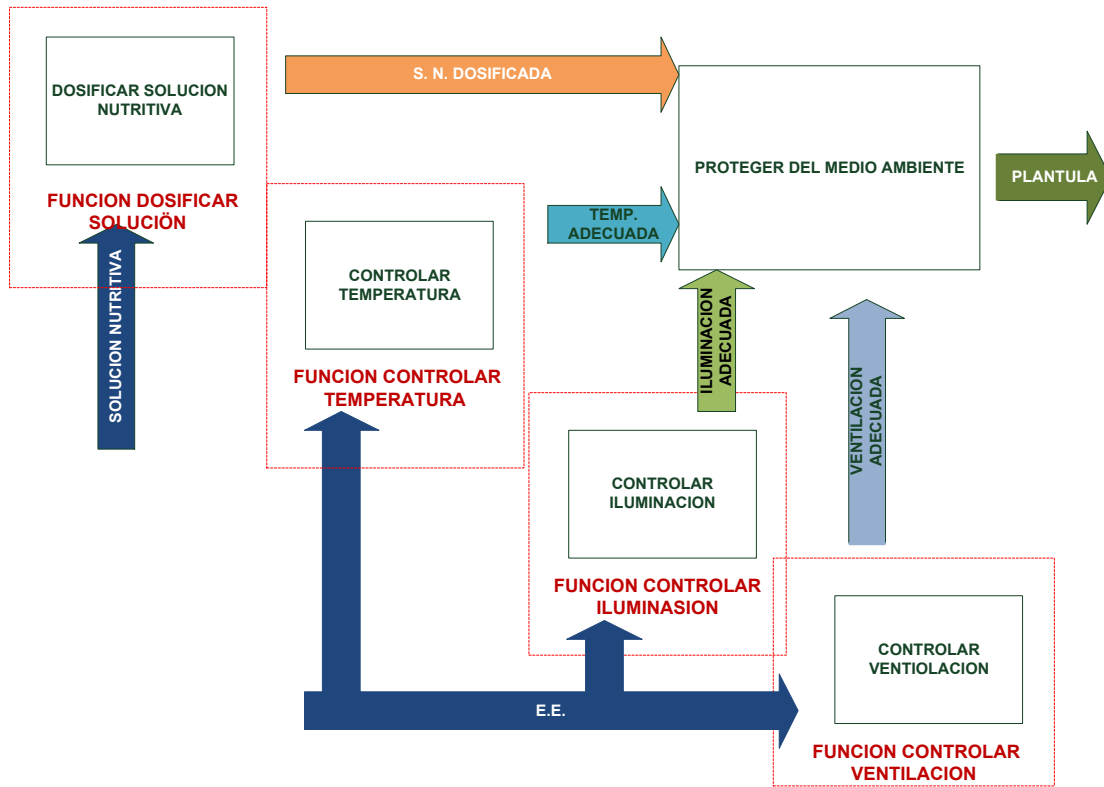 DOSIFICAR SOLUCION
NUTRITIVA
FUNCION DOSIFICAR
SOLUCIÖN
SOLUCION NUTRITIVA
S. N. DOSIFICADA
PROTEGER DEL MEDIO AMBIENTE
PLANTULA
TEMP.
ADECUADA
CONTROLAR
TEMPERATURA
FUNCION CONTROLAR
TEMPERATURA
ILUMINACION
ADECUADA
VENTILACION
ADECUADA
CONTROLAR
ILUMINACION
FUNCION CONTROLAR
ILUMINASION
CONTROLAR
VENTIOLACION
FUNCION CONTROLAR
VENTILACION
E.E.